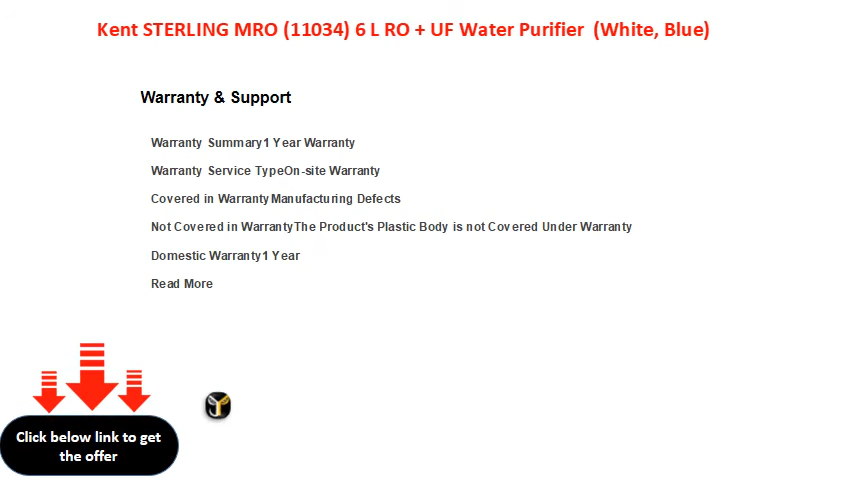 Kent STERLING MRO (11034) 6 L RO + UF Water Purifier (White, Blue)
Warranty & Support
Warranty Summary1 Year Warranty
Warranty Service TypeOn-site Warranty
Covered in WarrantyManufacturing Defects
Not Covered in WarrantyThe Product's Plastic Body is not Covered Under Warranty
Domestic Warranty1 Year
Read More
Click below link to get
the offer